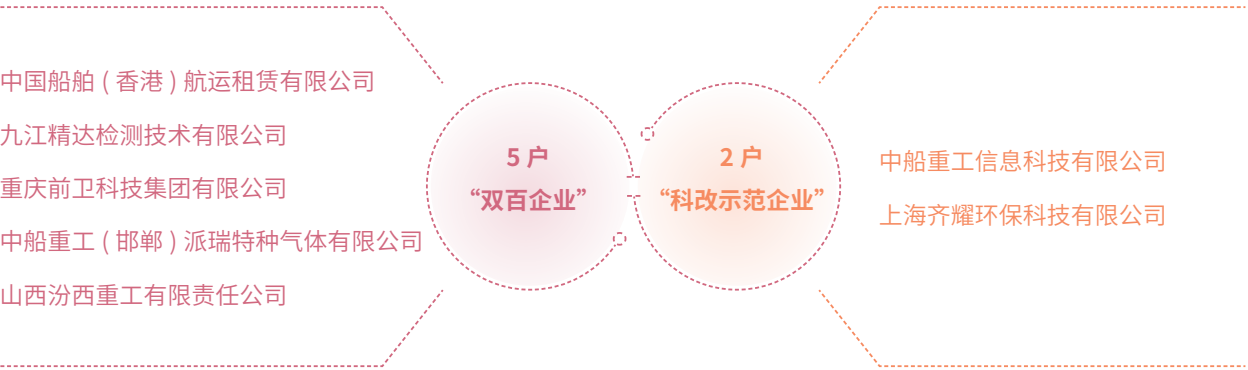 中国船舶 ( 香港 ) 航运租赁有限公司
九江精达检测技术有限公司
重庆前卫科技集团有限公司
中船重工 ( 邯郸 ) 派瑞特种气体有限公司
山西汾西重工有限责任公司
5 户
“双百企业”
2 户
“科改示范企业”
中船重工信息科技有限公司
上海齐耀环保科技有限公司